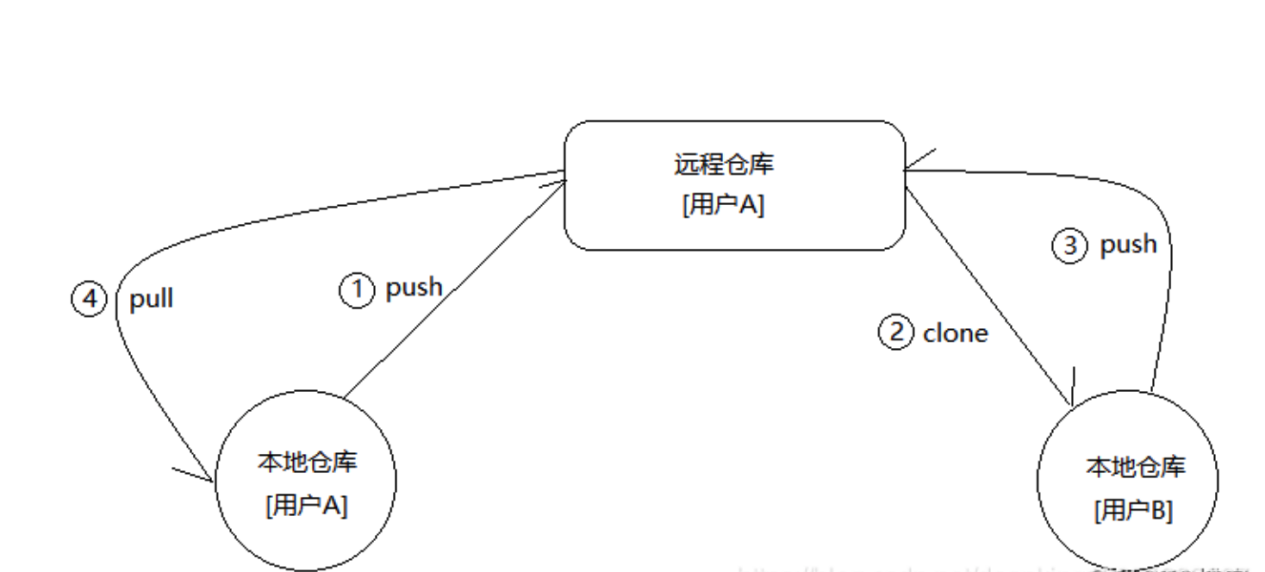 远程仓库
[用户A]
④ pull
① push
③ push
② clone
本地仓库
[用户A]
本地仓库
[用户B]